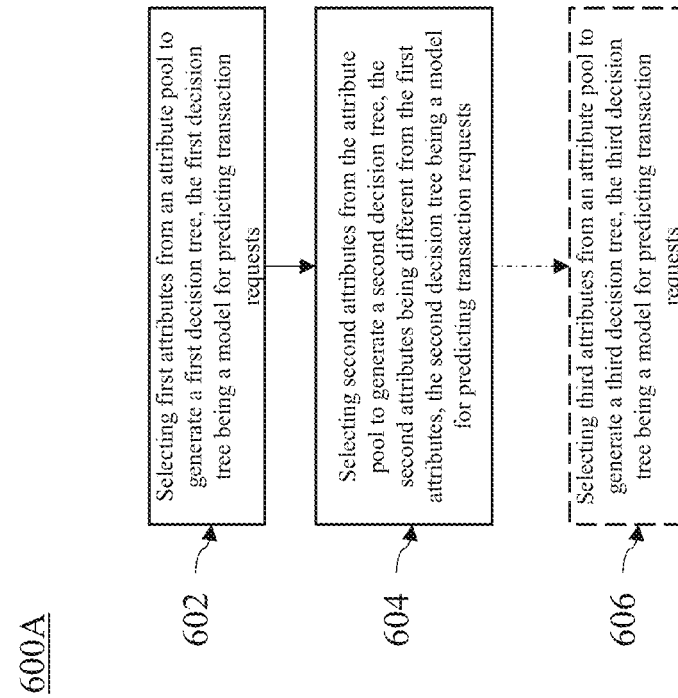 600A
602
Selecting first attributes from an attribute pool to
generate a first decision tree, the first decision
tree being a model for predicting transaction
requests
604
Selecting second attributes from the attribute
pool to generate a second decision tree, the
second attributes being different from the first
attributes, the second decision tree being a model
for predicting transaction requests
606
Selecting third attributes from an attribute pool to
generate a third decision tree, the third decision
tree being a model for predicting transaction
requests